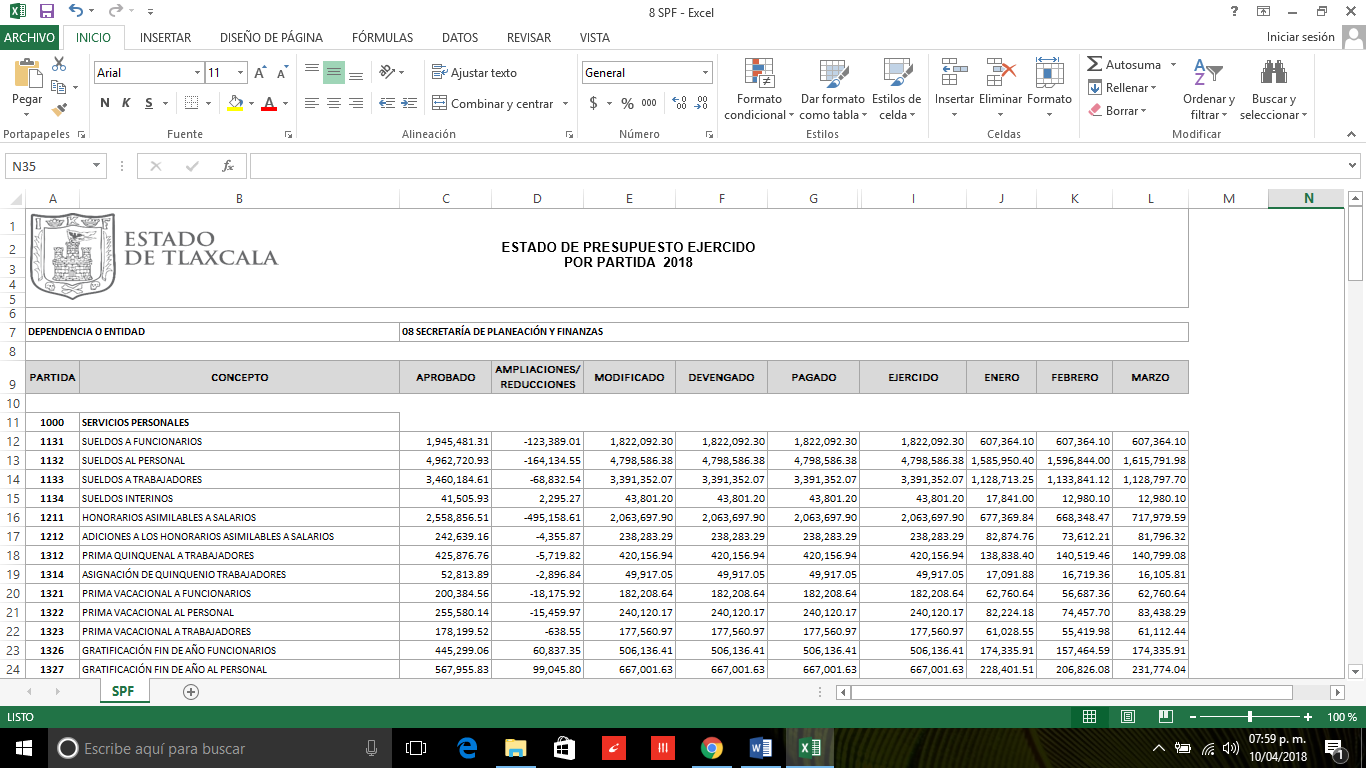 8 SPF - Excel
ARCHIVO INICIO INSERTAR DISEÑO DE PÁGINA FÓRMULAS DATOS REVISAR VISTA Iniciar sesión
Pegar
Portapapeles
Arial 11
N K S
Fuente
Ajustar texto
Combinar y centrar
Alineación
General
$ % 000
Número
Formato condicional
Dar formato como tabla
Estilos de celda
Estilos
Insertar Eliminar Formato
Celdas
Autosuma
Rellenar
Borrar
Ordenar y filtrar
Buscar y seleccionar
Modificar
N35 fx
A B C D E F G I J K L M N
1
ESTADO DE TLAXCALA
2 ESTADO DE PRESUPUESTO EJERCIDO
3 POR PARTIDA 2018
4
5
6
7 DEPENDENCIA O ENTIDAD 08 SECRETARÍA DE PLANEACIÓN Y FINANZAS
8
9 PARTIDA CONCEPTO APROBADO AMPLIACIONES/ REDUCCIONES MODIFICADO DEVENGADO PAGADO EJERCIDO ENERO FEBRERO MARZO
10
11 1000 SERVICIOS PERSONALES
12 1131 SUELDOS A FUNCIONARIOS 1,945,481.31 -123,389.01 1,822,092.30 1,822,092.30 1,822,092.30 1,822,092.30 607,364.10 607,364.10 607,364.10
13 1132 SUELDOS AL PERSONAL 4,962,720.93 -164,134.55 4,798,586.38 4,798,586.38 4,798,586.38 4,798,586.38 1,585,950.40 1,596,844.00 1,615,791.98
14 1133 SUELDOS A TRABAJADORES 3,460,184.61 -68,832.54 3,391,352.07 3,391,352.07 3,391,352.07 3,391,352.07 1,128,713.25 1,133,841.12 1,128,797.70
15 1134 SUELDOS INTERINOS 41,505.93 2,295.27 43,801.20 43,801.20 43,801.20 43,801.20 17,841.00 12,980.10 12,980.10
16 1211 HONORARIOS ASIMILABLES A SALARIOS 2,558,856.51 -495,158.61 2,063,697.90 2,063,697.90 2,063,697.90 2,063,697.90 677,369.84 668,348.47 717,979.59
17 1212 ADICIONES A LOS HONORARIOS ASIMILABLES A SALARIOS 242,639.16 -4,355.87 238,283.29 238,283.29 238,283.29 238,283.29 82,874.76 73,612.21 81,796.32
18 1312 PRIMA QUINQUENAL A TRABAJADORES 425,876.76 -5,719.82 420,156.94 420,156.94 420,156.94 420,156.94 138,838.40 140,519.46 140,799.08
19 1314 ASIGNACIÓN DE QUINQUENIO TRABAJADORES 52,813.89 -2,896.84 49,917.05 49,917.05 49,917.05 49,917.05 17,091.88 16,719.36 16,105.81
20 1321 PRIMA VACACIONAL A FUNCIONARIOS 200,384.56 -18,175.92 182,208.64 182,208.64 182,208.64 182,208.64 62,760.64 56,687.36 62,760.64
21 1322 PRIMA VACACIONAL AL PERSONAL 255,580.14 -15,459.97 240,120.17 240,120.17 240,120.17 240,120.17 82,224.18 74,457.70 83,438.29
22 1323 PRIMA VACACIONAL A TRABAJADORES 178,199.52 -638.55 177,560.97 177,560.97 177,560.97 177,560.97 61,028.55 55,419.98 61,112.44
23 1326 GRATIFICACIÓN FIN DE AÑO FUNCIONARIOS 445,299.06 60,837.35 506,136.41 506,136.41 506,136.41 506,136.41 174,335.91 157,464.59 174,335.91
24 1327 GRATIFICACIÓN FIN DE AÑO AL PERSONAL 567,955.83 99,045.80 667,001.63 667,001.63 667,001.63 667,001.63 228,401.51 206,826.08 231,774.04
SPF
LISTO 100 %
Escribe aquí para buscar
07:59 p. m.
10/04/2018
1